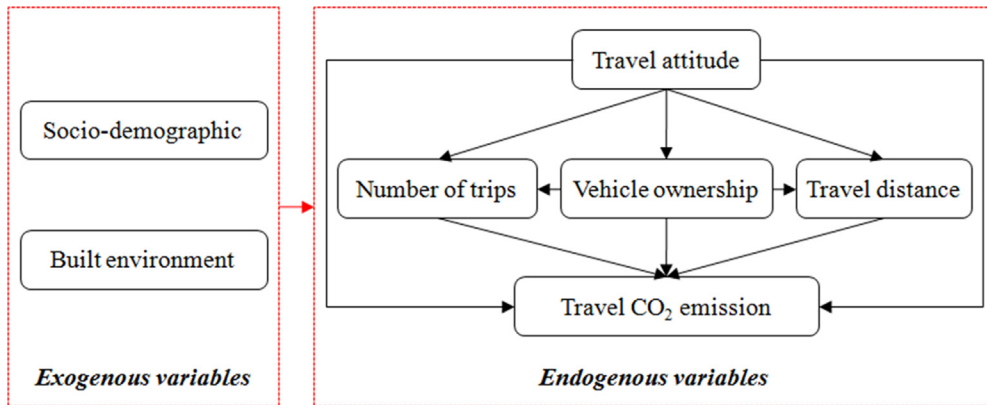 Travel attitude
Socio-demographic
Number of trips
Vehicle ownership
Travel distance
Built environment
Travel CO₂ emission
Exogenous variables
Endogenous variables